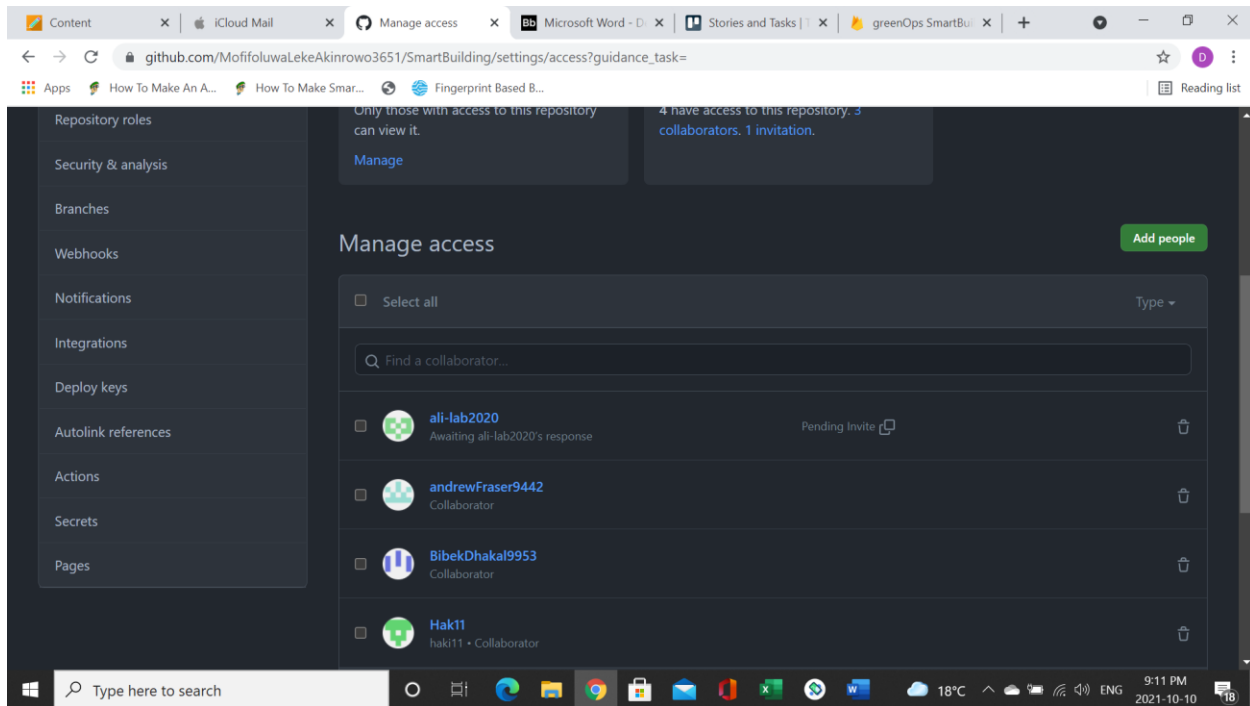 Content
iCloud Mail
Manage access
Bb Microsoft Word - D
Stories and Tasks | T
greenOps SmartBui
github.com/MofifoluwaLekeAkinrowo3651/SmartBuilding/settings/access?guidance_task=
D
Apps How To Make An A... How To Make Smar... Fingerprint Based B... Reading list
Repository roles
Security & analysis
Branches
Webhooks
Notifications
Integrations
Deploy keys
Autolink references
Actions
Secrets
Pages
Only those with access to this repository
can view it.
Manage
4 have access to this repository. 3
collaborators. 1 invitation.
Manage access
Add people
Select all
Type
Find a collaborator...
ali-lab2020
Awaiting ali-lab2020's response
Pending Invite
andrewFraser9442
Collaborator
BibekDhakal9953
Collaborator
Hak11
haki11 • Collaborator
Type here to search
18°C
ENG
9:11 PM
2021-10-10
18